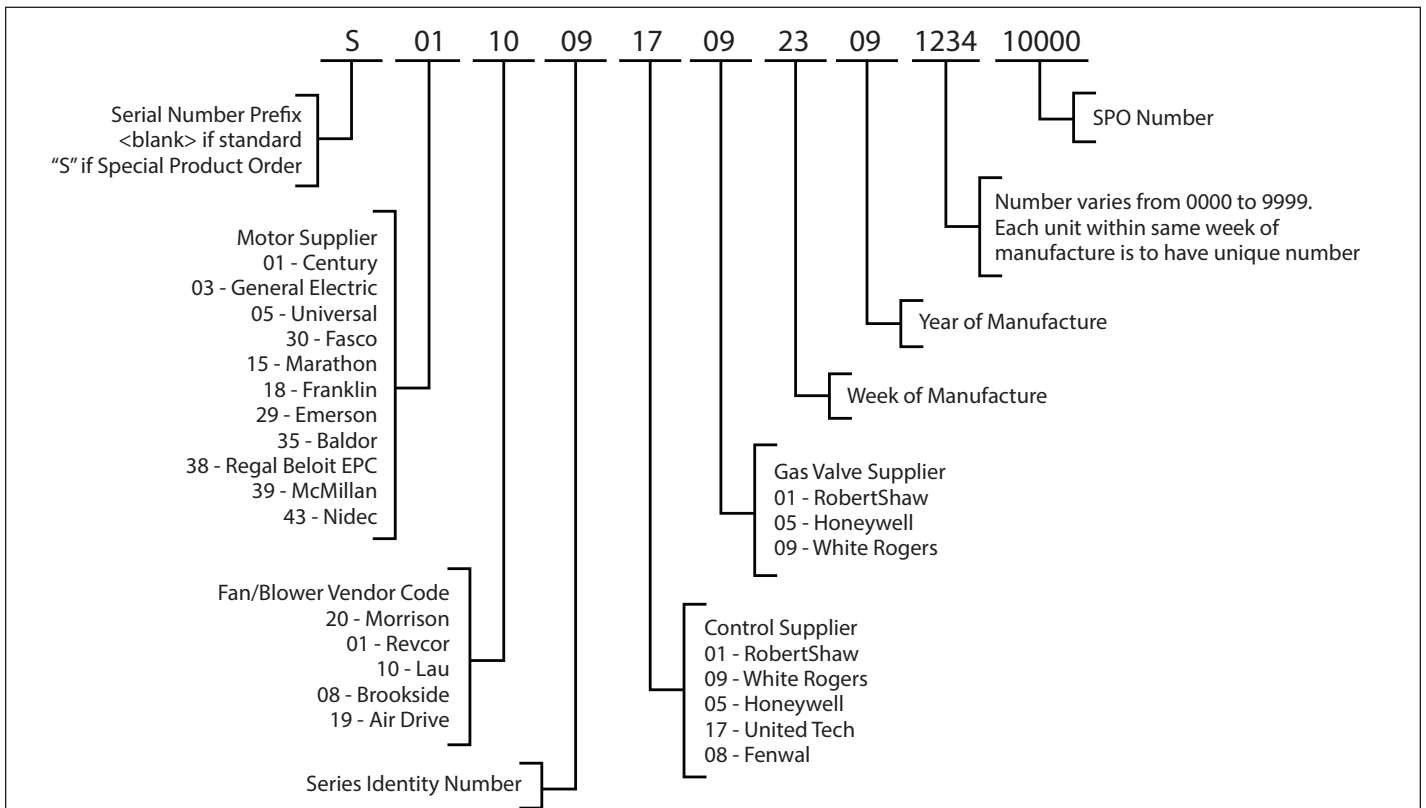 S 01 10 09 17 09 23 09 1234 10000
Serial Number Prefix
<blank> if standard
“S” if Special Product Order
SPO Number
Number varies from 0000 to 9999.
Each unit within same week of
manufacture is to have unique number
Motor Supplier
01 - Century
03 - General Electric
05 - Universal
30 - Fasco
15 - Marathon
18 - Franklin
29 - Emerson
35 - Baldor
38 - Regal Beloit EPC
39 - McMillan
43 - Nidec
Year of Manufacture
Week of Manufacture
Gas Valve Supplier
01 - RobertShaw
05 - Honeywell
09 - White Rogers
Fan/Blower Vendor Code
20 - Morrison
01 - Revcor
10 - Lau
08 - Brookside
19 - Air Drive
Control Supplier
01 - RobertShaw
09 - White Rogers
05 - Honeywell
17 - United Tech
08 - Fenwal
Series Identity Number